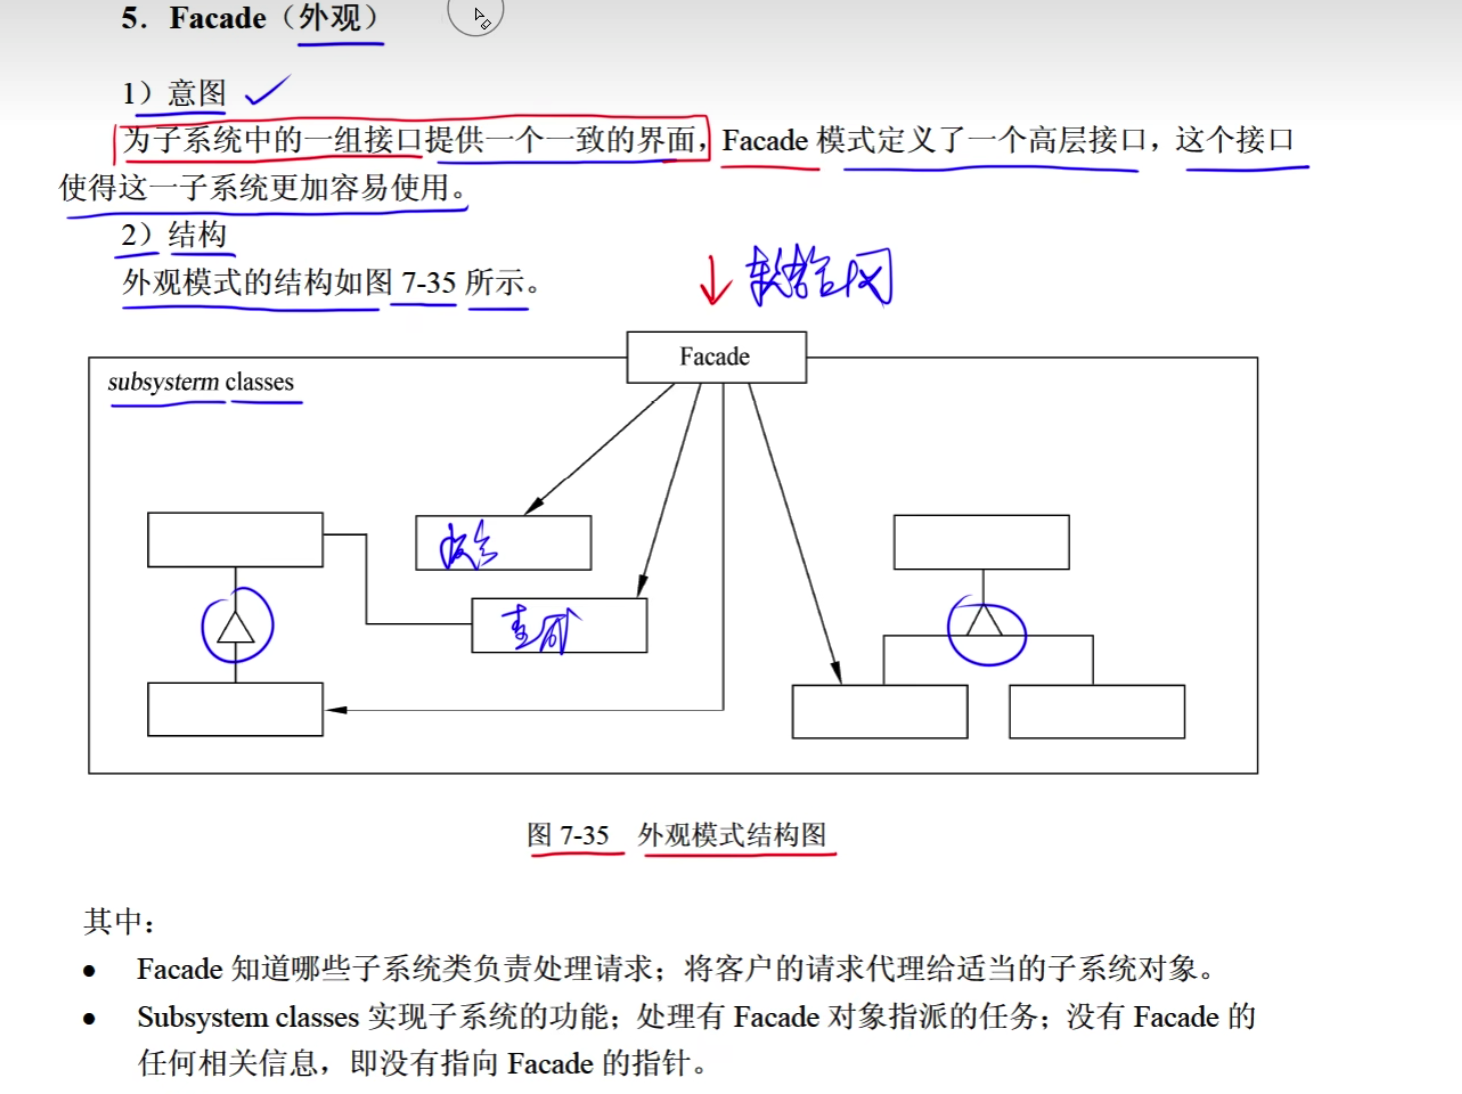 5. Facade（外观）
1）意图
为子系统中的一组接口提供一个一致的界面，Facade 模式定义了一个高层接口，这个接口
使得这一子系统更加容易使用。
2）结构
外观模式的结构如图 7-35 所示。
Facade
subsysterm classes
图 7-35 外观模式结构图
其中：
● Facade 知道哪些子系统类负责处理请求；将客户的请求代理给适当的子系统对象。
● Subsystem classes 实现子系统的功能；处理有 Facade 对象指派的任务；没有 Facade 的
任何相关信息，即没有指向 Facade 的指针。